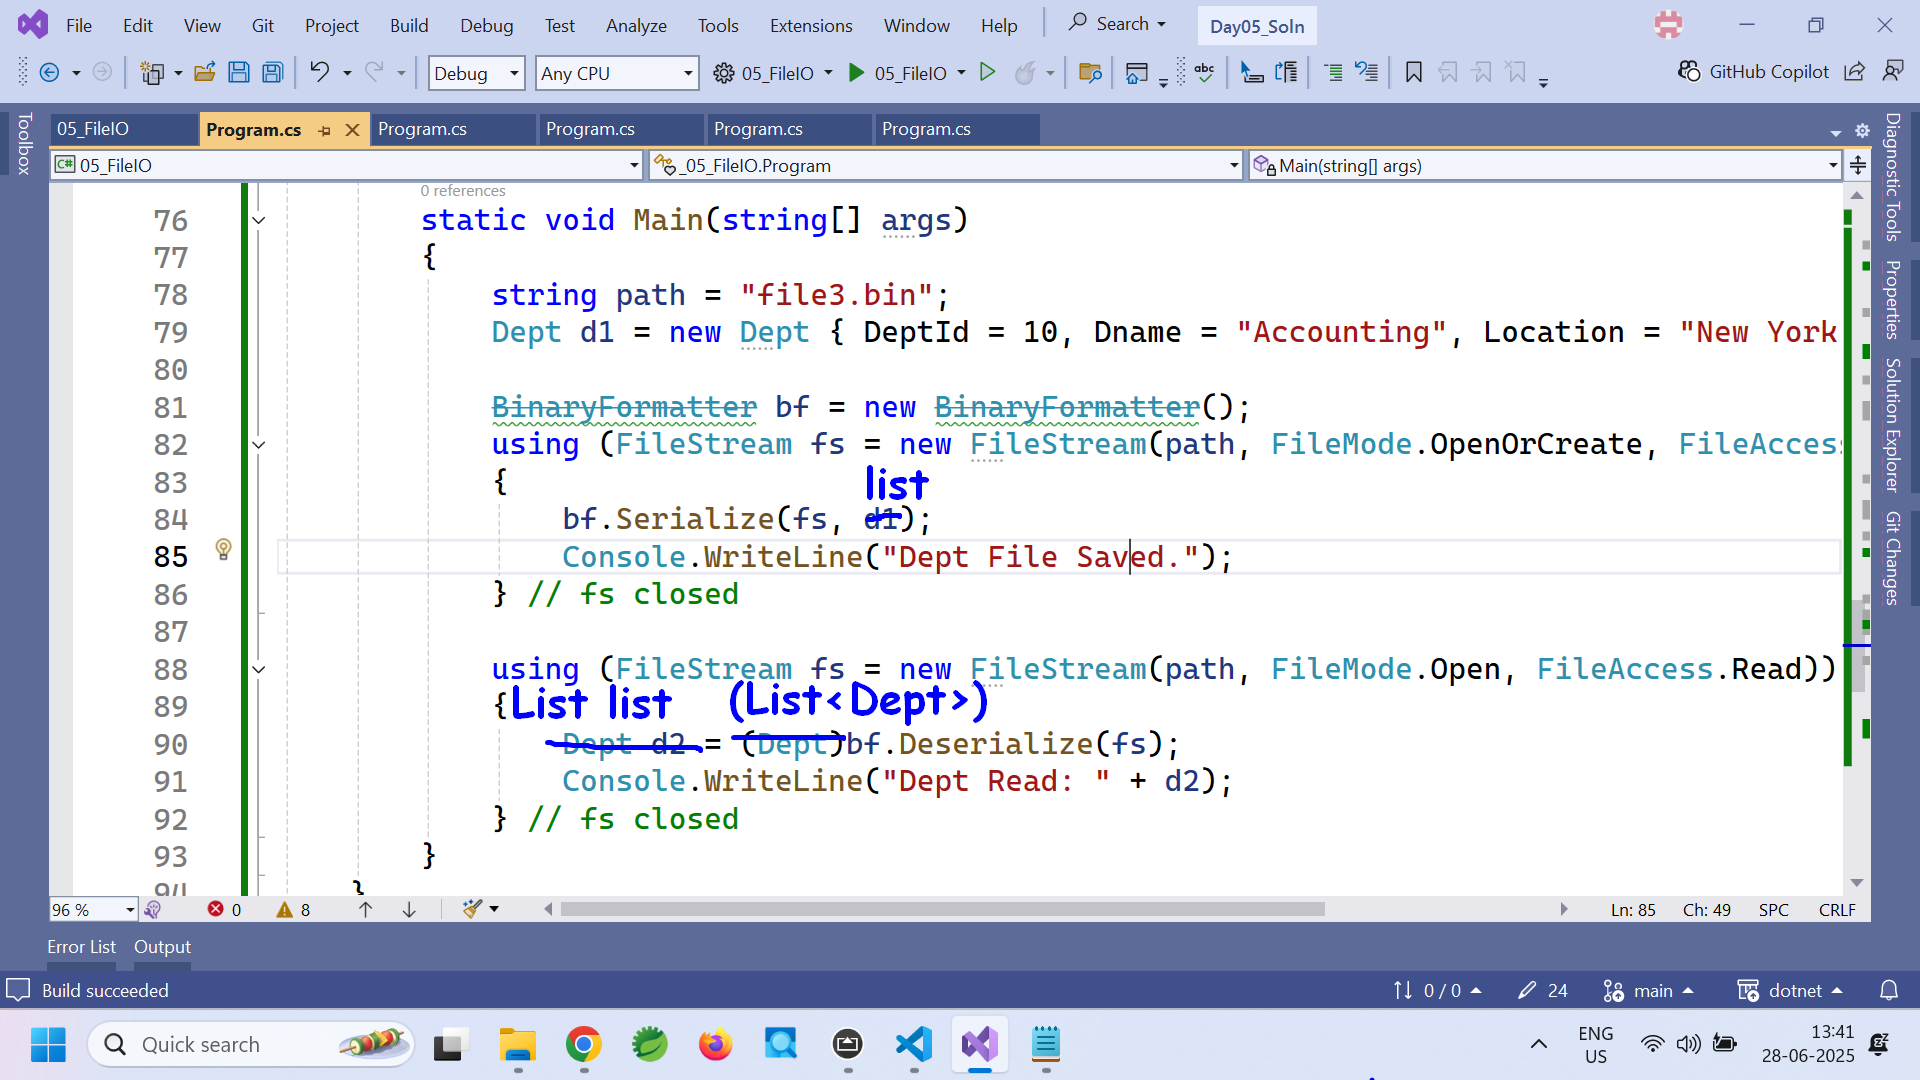 File Edit View Git Project Build Debug Test Analyze Tools Extensions Window Help Search Day05_Soln
Debug Any CPU 05_FileIO 05_FileIO abc GitHub Copilot
05_FileIO Program.cs Program.cs Program.cs Program.cs Program.cs
C# 05_FileIO _05_FileIO.Program Main(string[] args)
Toolbox
Diagnostic Tools
Properties
Solution Explorer
Git Changes
0 references
76 static void Main(string[] args)
77 {
78 string path = "file3.bin";
79 Dept d1 = new Dept { DeptId = 10, Dname = "Accounting", Location = "New York
80
81 BinaryFormatter bf = new BinaryFormatter();
82 using (FileStream fs = new FileStream(path, FileMode.OpenOrCreate, FileAccess
83 {
list
84 bf.Serialize(fs, d1);
85 Console.WriteLine("Dept File Saved.");
86 } // fs closed
87
88 using (FileStream fs = new FileStream(path, FileMode.Open, FileAccess.Read))
89 {
List list (List<Dept>)
90 Dept d2 = (Dept)bf.Deserialize(fs);
91 Console.WriteLine("Dept Read: " + d2);
92 } // fs closed
93 }
94 }
96 % 0 8 Ln: 85 Ch: 49 SPC CRLF
Error List Output
Build succeeded 0 / 0 24 main dotnet
Quick search ENG US 13:41 28-06-2025